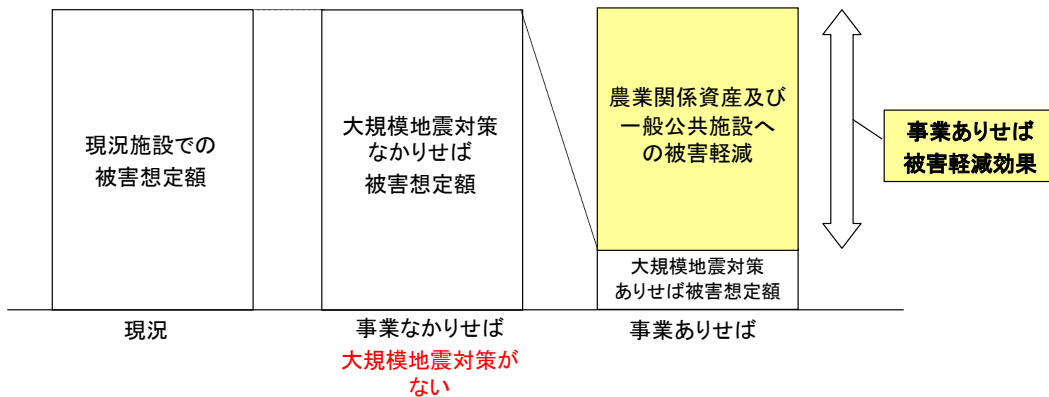 現況施設での
被害想定額
大規模地震対策
なかりせば
被害想定額
農業関係資産及び
一般公共施設へ
の被害軽減
事業ありせば
被害軽減効果
大規模地震対策
ありせば被害想定額
現況
事業なかりせば
大規模地震対策が
ない
事業ありせば